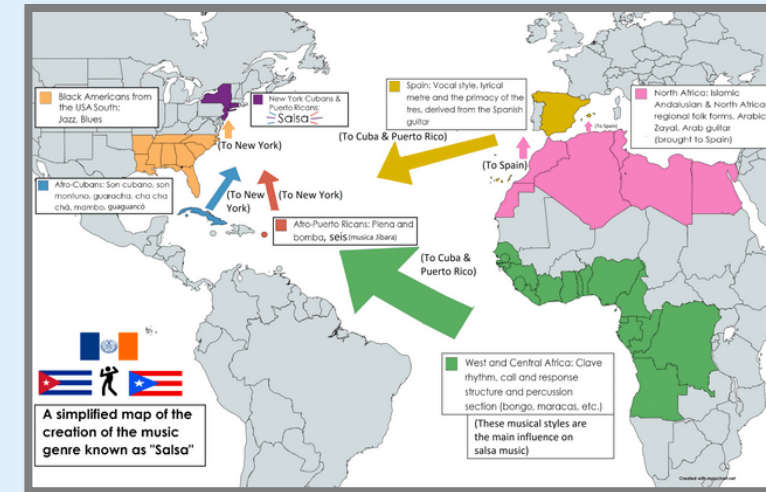 Black Americans from
the USA South:
Jazz, Blues
New York Cubans &
Puerto Ricans:
Salsa
(To New York)
Afro-Cubans: Son cubano, son
montuno, guaracha, cha cha
chá, mambo, guaguancó
(To New
York)
(To New York)
Afro-Puerto Ricans: Plena and
bomba, seis (musica Jibara)
Spain: Vocal style, lyrical
metre and the primacy of the
tres, derived from the Spanish
guitar
(To Cuba & Puerto Rico)
(To Spain)
(To Spain)
North Africa: Islamic
Andalusian & North Africa
regional folk forms. Arabic
Zayal, Arab guitar
(brought to Spain)
(To Cuba &
Puerto Rico)
West and Central Africa: Clave
rhythm, call and response
structure and percussion
section (bongo, maracas, etc.)
(These musical styles are
the main influence on
salsa music)
A simplified map of the
creation of the music
genre known as "Salsa"
Created with mapchart.net